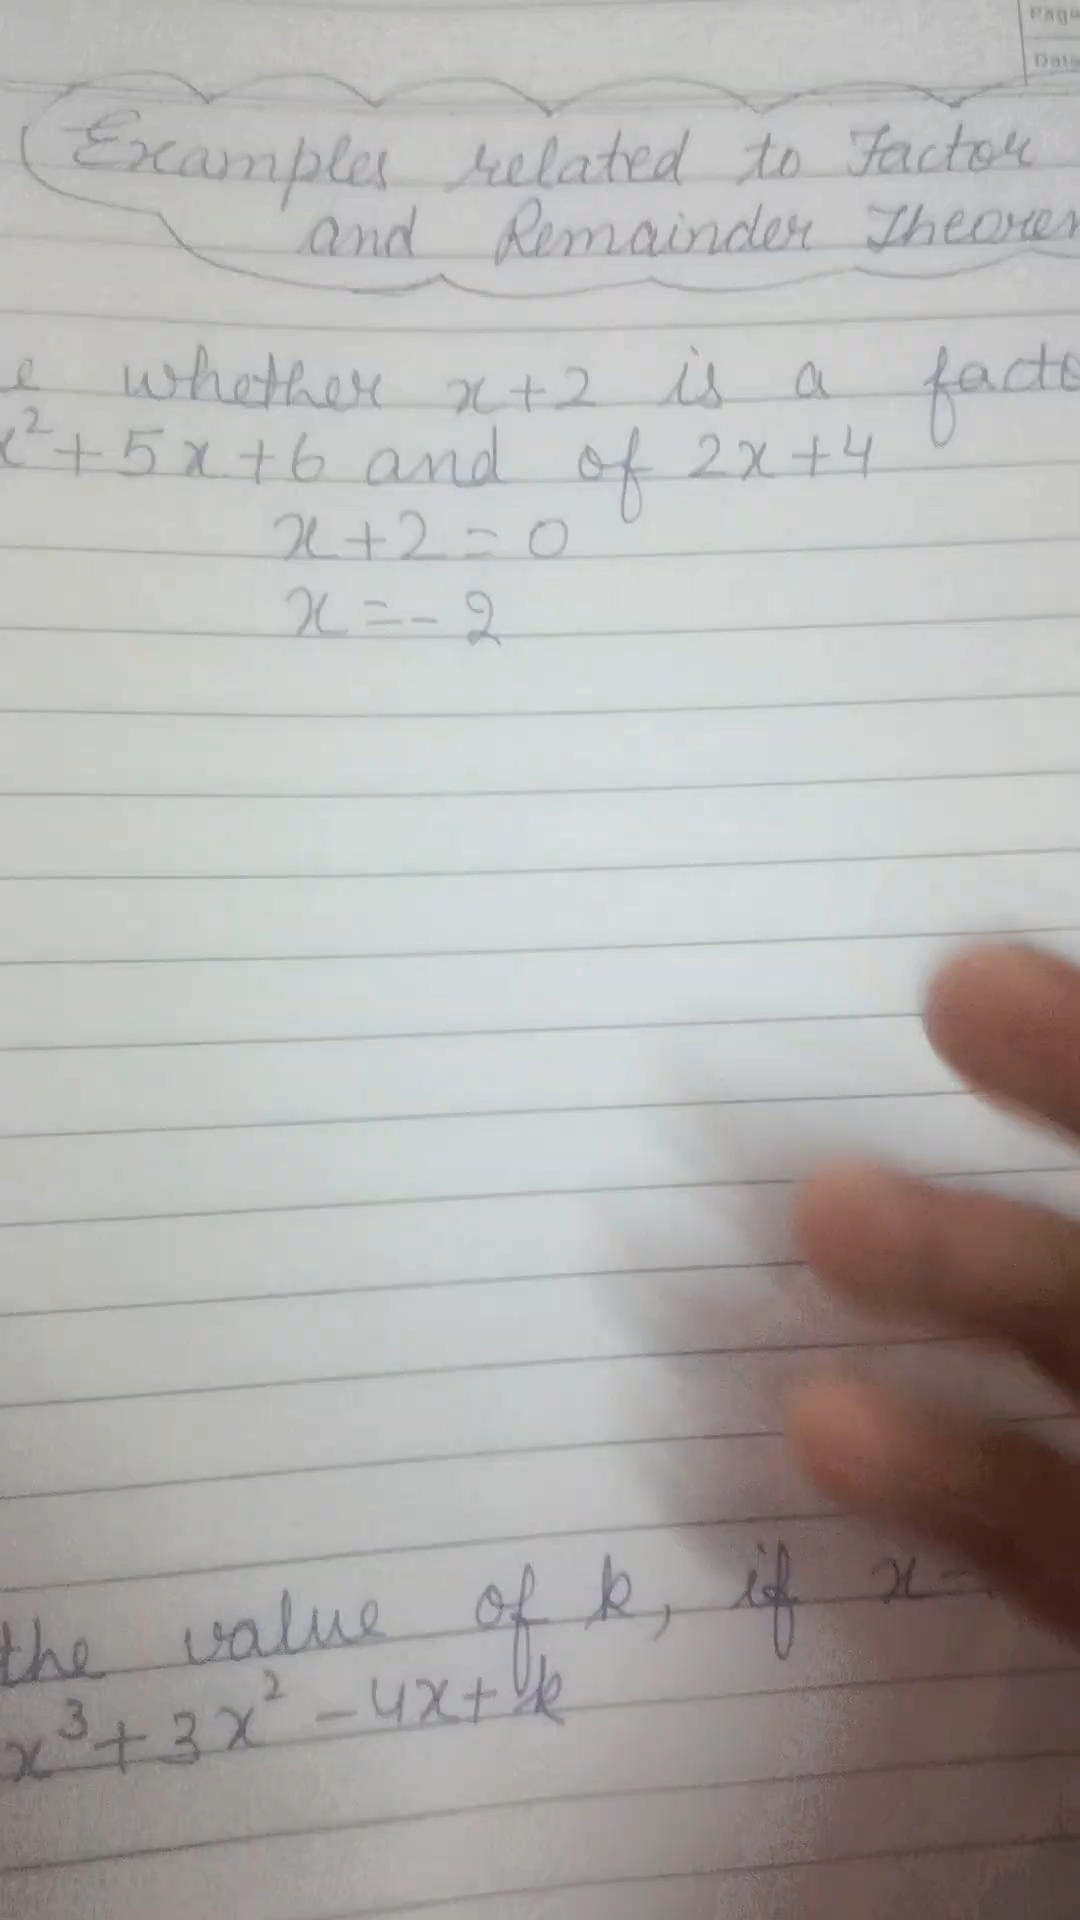 Page
Date
Examples related to Factor
and Remainder Theorem
e whether x+2 is a facto
x²+5x+6 and of 2x+4
x+2=0
x=-2
the value of k, if x-
x³+3x²-4x+k